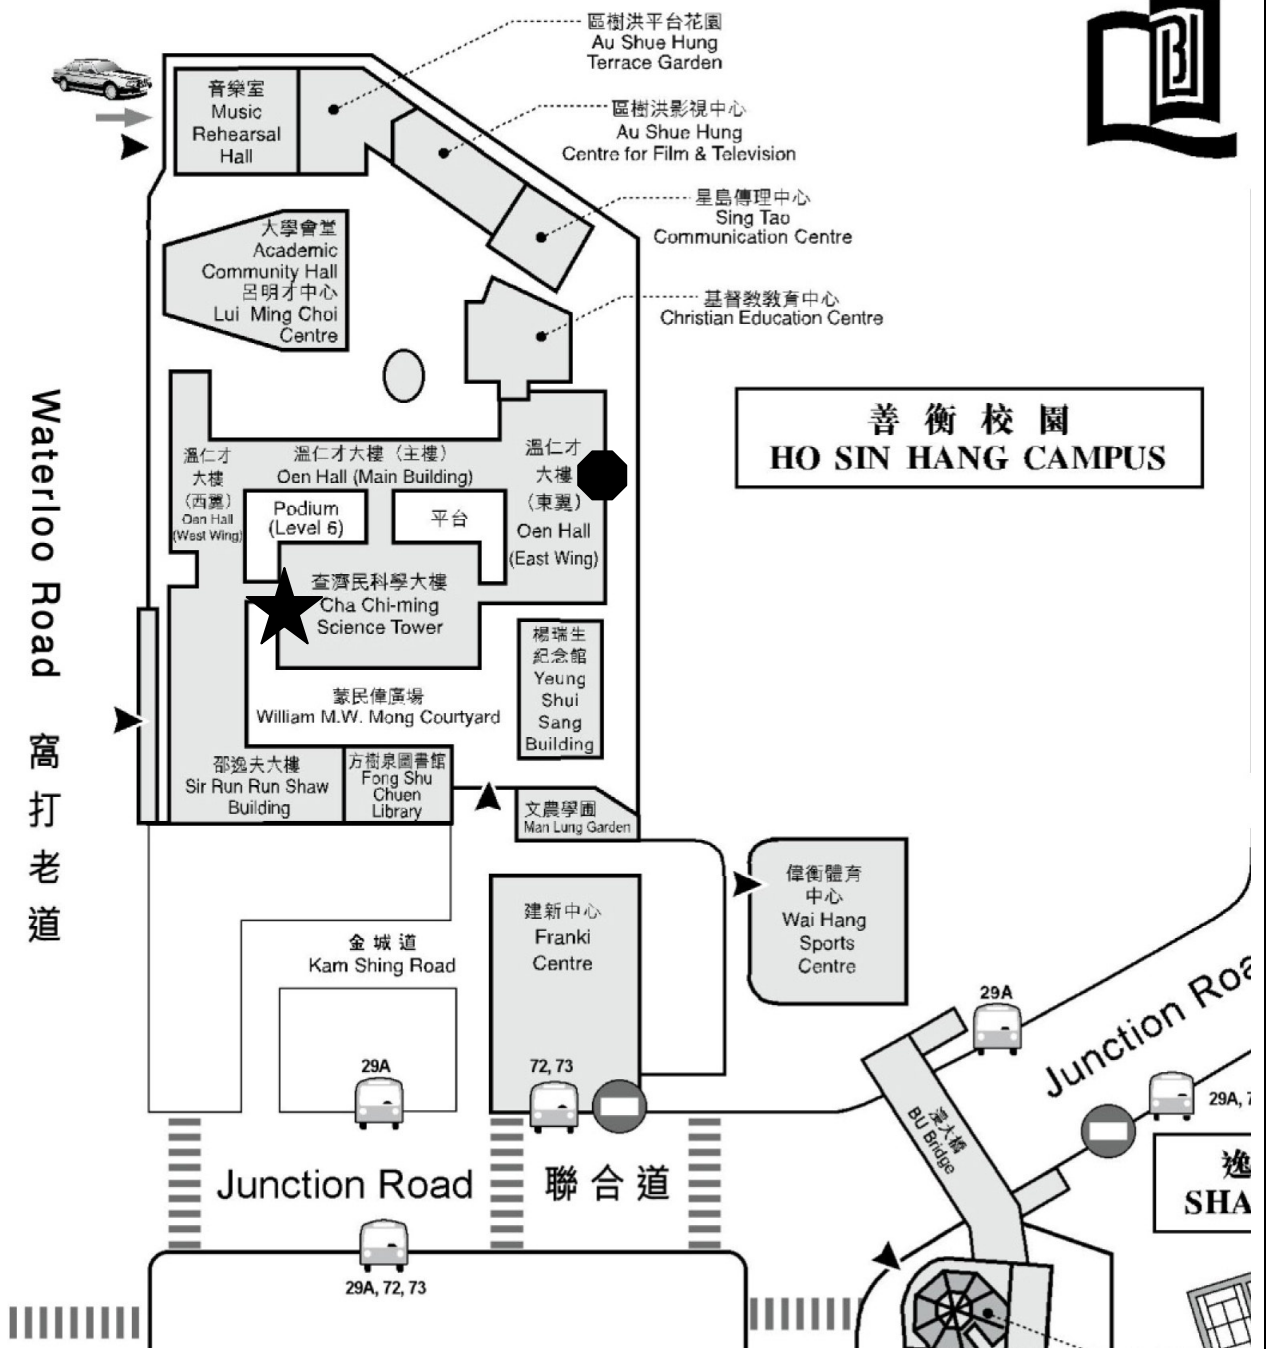 區樹洪平台花園
Au Shue Hung
Terrace Garden
音樂室
Music
Rehearsal
Hall
區樹洪影視中心
Au Shue Hung
Centre for Film & Television
星島傳理中心
Sing Tao
Communication Centre
大學會堂
Academic
Community Hall
呂明才中心
Lui Ming Choi
Centre
基督教教育中心
Christian Education Centre
善衡校園
HO SIN HANG CAMPUS
Waterloo Road 窩打老道
溫仁才
大樓
(西翼)
Oen Hall
(West Wing)
溫仁才大樓（主樓）
Oen Hall (Main Building)
溫仁才
大樓
（東翼）
Oen Hall
(East Wing)
Podium
(Level 6)
平台
查濟民科學大樓
Cha Chi-ming
Science Tower
楊瑞生
紀念館
Yeung
Shui
Sang
Building
蒙民偉廣場
William M.W. Mong Courtyard
邵逸夫大樓
Sir Run Run Shaw
Building
方樹泉圖書館
Fong Shu
Chuen
Library
文農學圃
Man Lung Garden
建新中心
Franki
Centre
偉衡體育
中心
Wai Hang
Sports
Centre
金城道
Kam Shing Road
29A
72, 73
29A
Junction Roa
29A, 7
浸大橋
BU Bridge
逸
SHA
Junction Road 聯合道
29A, 72, 73